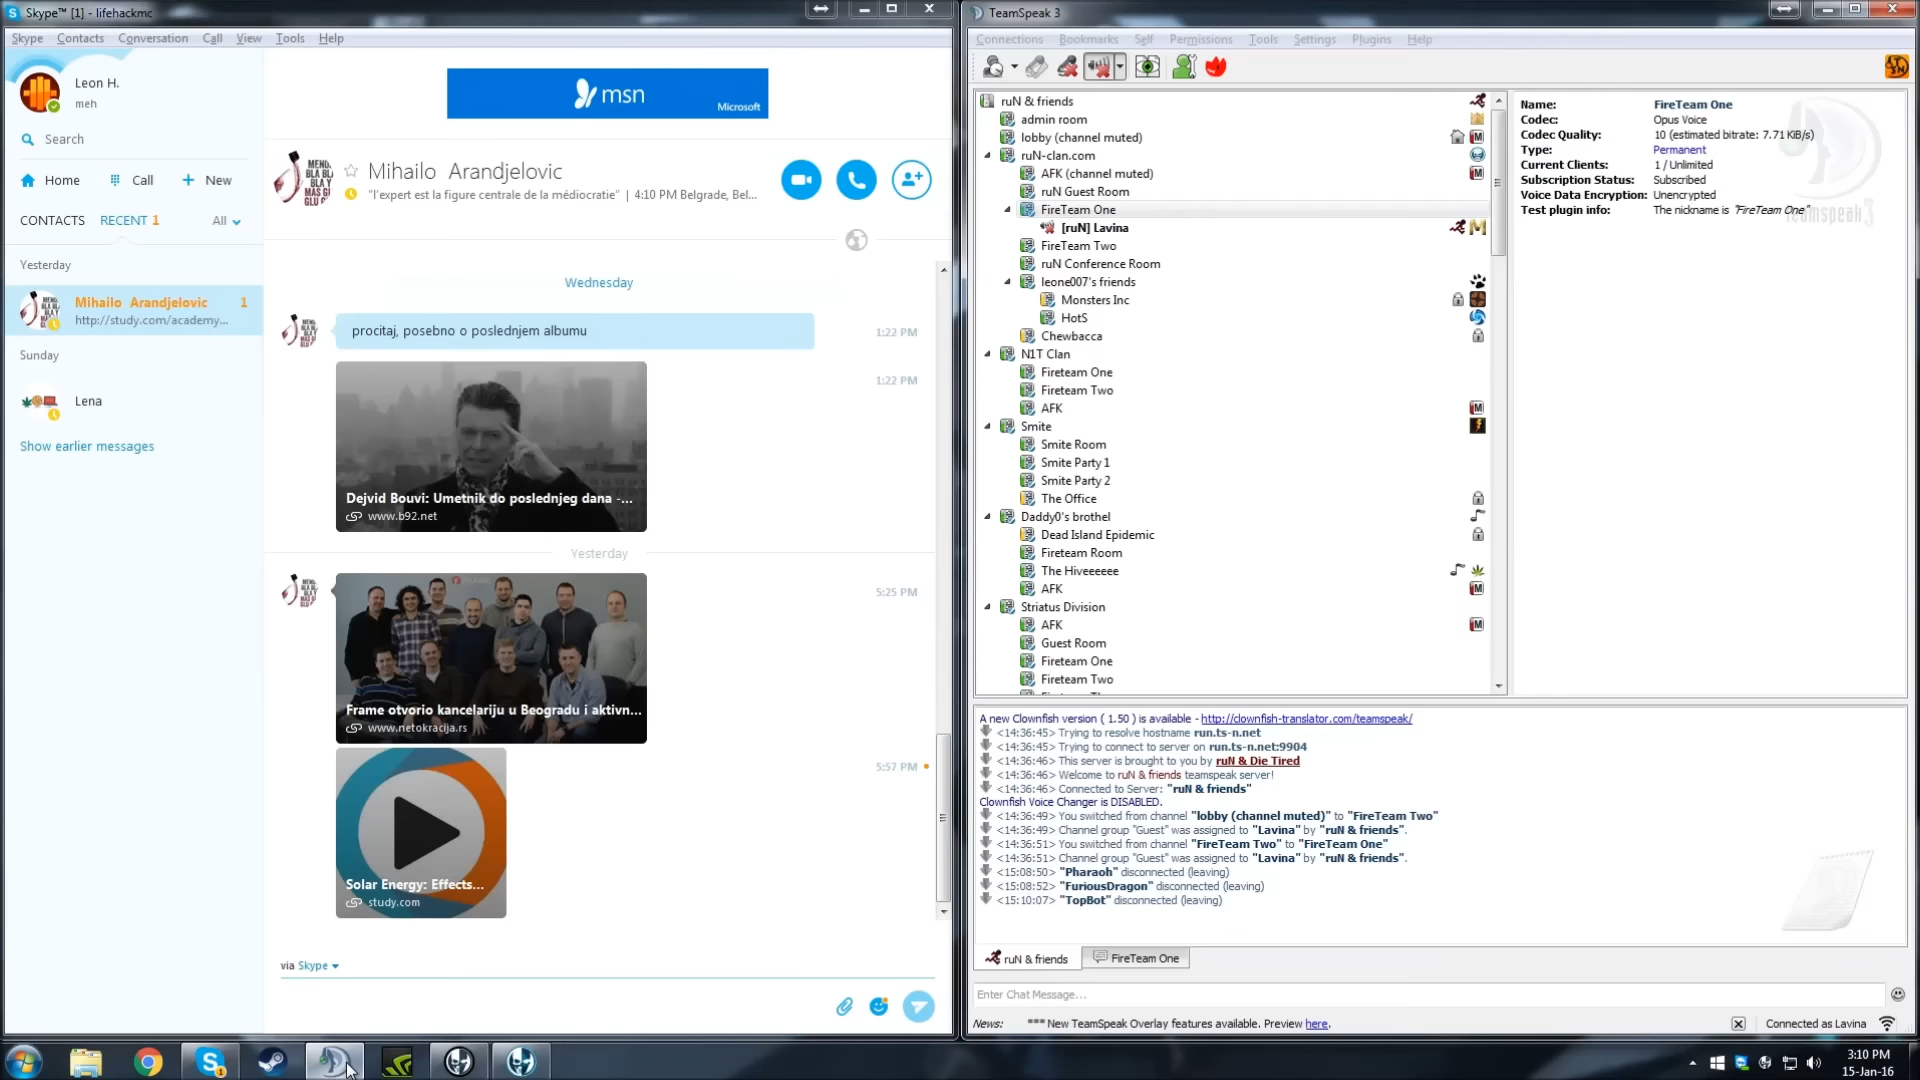 Skype™ [1] - lifehackmc
Skype Contacts Conversation Call View Tools Help
Leon H.
meh
Search
Home Call New
CONTACTS RECENT 1 All
Yesterday
Mihailo Arandjelovic 1
http://study.com/academy...
Sunday
Lena
Show earlier messages
msn
Microsoft
Mihailo Arandjelovic
"l'expert est la figure centrale de la médiocratie" | 4:10 PM Belgrade, Bel...
Wednesday
procitaj, posebno o poslednjem albumu
1:22 PM
1:22 PM
Dejvid Bouvi: Umetnik do poslednjeg dana -...
www.b92.net
Yesterday
5:25 PM
Frame otvorio kancelariju u Beogradu i aktivn...
www.netokracija.rs
5:57 PM
Solar Energy: Effects...
study.com
via Skype
TeamSpeak 3
Connections Bookmarks Self Permissions Tools Settings Plugins Help
ruN & friends
admin room
lobby (channel muted)
ruN-clan.com
AFK (channel muted)
ruN Guest Room
FireTeam One
[ruN] Lavina
FireTeam Two
ruN Conference Room
leone007's friends
Monsters Inc
HotS
Chewbacca
N1T Clan
Fireteam One
Fireteam Two
AFK
Smite
Smite Room
Smite Party 1
Smite Party 2
The Office
Daddy0's brothel
Dead Island Epidemic
Fireteam Room
The Hiveeeeee
AFK
Striatus Division
AFK
Guest Room
Fireteam One
Fireteam Two
Name: FireTeam One
Codec: Opus Voice
Codec Quality: 10 (estimated bitrate: 7.71 KiB/s)
Type: Permanent
Current Clients: 1 / Unlimited
Subscription Status: Subscribed
Voice Data Encryption: Unencrypted
Test plugin info: The nickname is "FireTeam One"
teamspeak3
A new Clownfish version ( 1.50 ) is available - http://clownfish-translator.com/teamspeak/
<14:36:45> Trying to resolve hostname run.ts-n.net
<14:36:46> Trying to connect to server on run.ts-n.net:9904
<14:36:46> This server is brought to you by ruN & Die Tired
<14:36:46> Welcome to ruN & friends teamspeak server!
<14:36:46> Connected to Server: "ruN & friends"
Clownfish Voice Changer is DISABLED.
<14:36:49> You switched from channel "lobby (channel muted)" to "FireTeam Two"
<14:36:49> Channel group "Guest" was assigned to "Lavina" by "ruN & friends".
<14:36:51> You switched from channel "FireTeam Two" to "FireTeam One"
<14:36:51> Channel group "Guest" was assigned to "Lavina" by "ruN & friends".
<15:08:50> "Pharaoh" disconnected (leaving)
<15:08:52> "FuriousDragon" disconnected (leaving)
<15:10:07> "TopBot" disconnected (leaving)
ruN & friends FireTeam One
Enter Chat Message...
News: *** New TeamSpeak Overlay features available. Preview here.
Connected as Lavina
3:10 PM
15-Jan-16